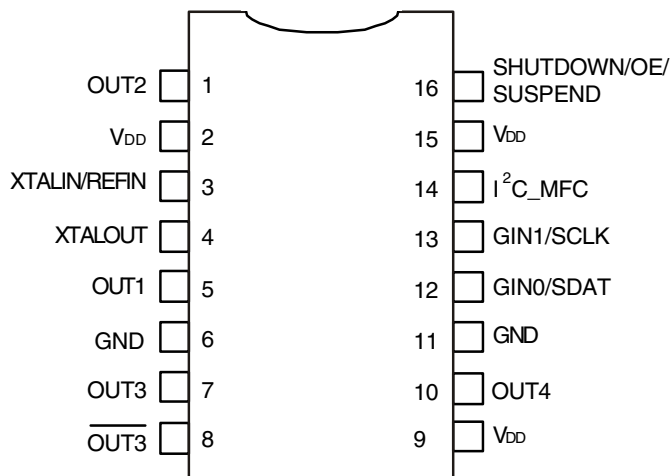 OUT2 1
VDD 2
XTALIN/REFIN 3
XTALOUT 4
OUT1 5
GND 6
OUT3 7
OUT3 8
16 SHUTDOWN/OE/
SUSPEND
15 VDD
14 I²C_MFC
13 GIN1/SCLK
12 GIN0/SDAT
11 GND
10 OUT4
9 VDD